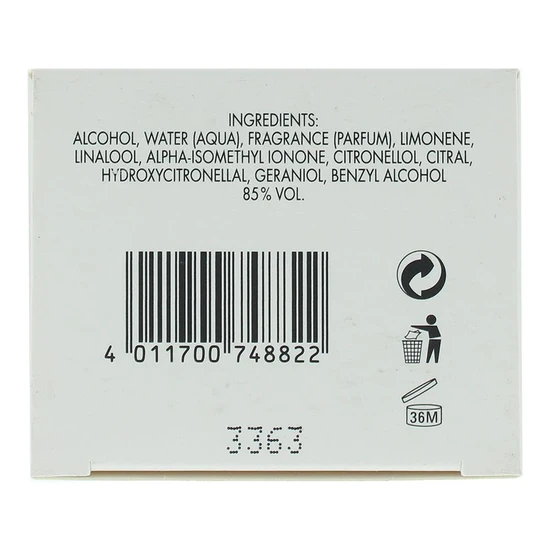 INGREDIENTS:
ALCOHOL, WATER (AQUA), FRAGRANCE (PARFUM), LIMONENE,
LINALOOL, ALPHA-ISOMETHYL IONONE, CITRONELLOL, CITRAL,
HYDROXYCITRONELLAL, GERANIOL, BENZYL ALCOHOL
85% VOL.
4 011700 748822
36M
3363